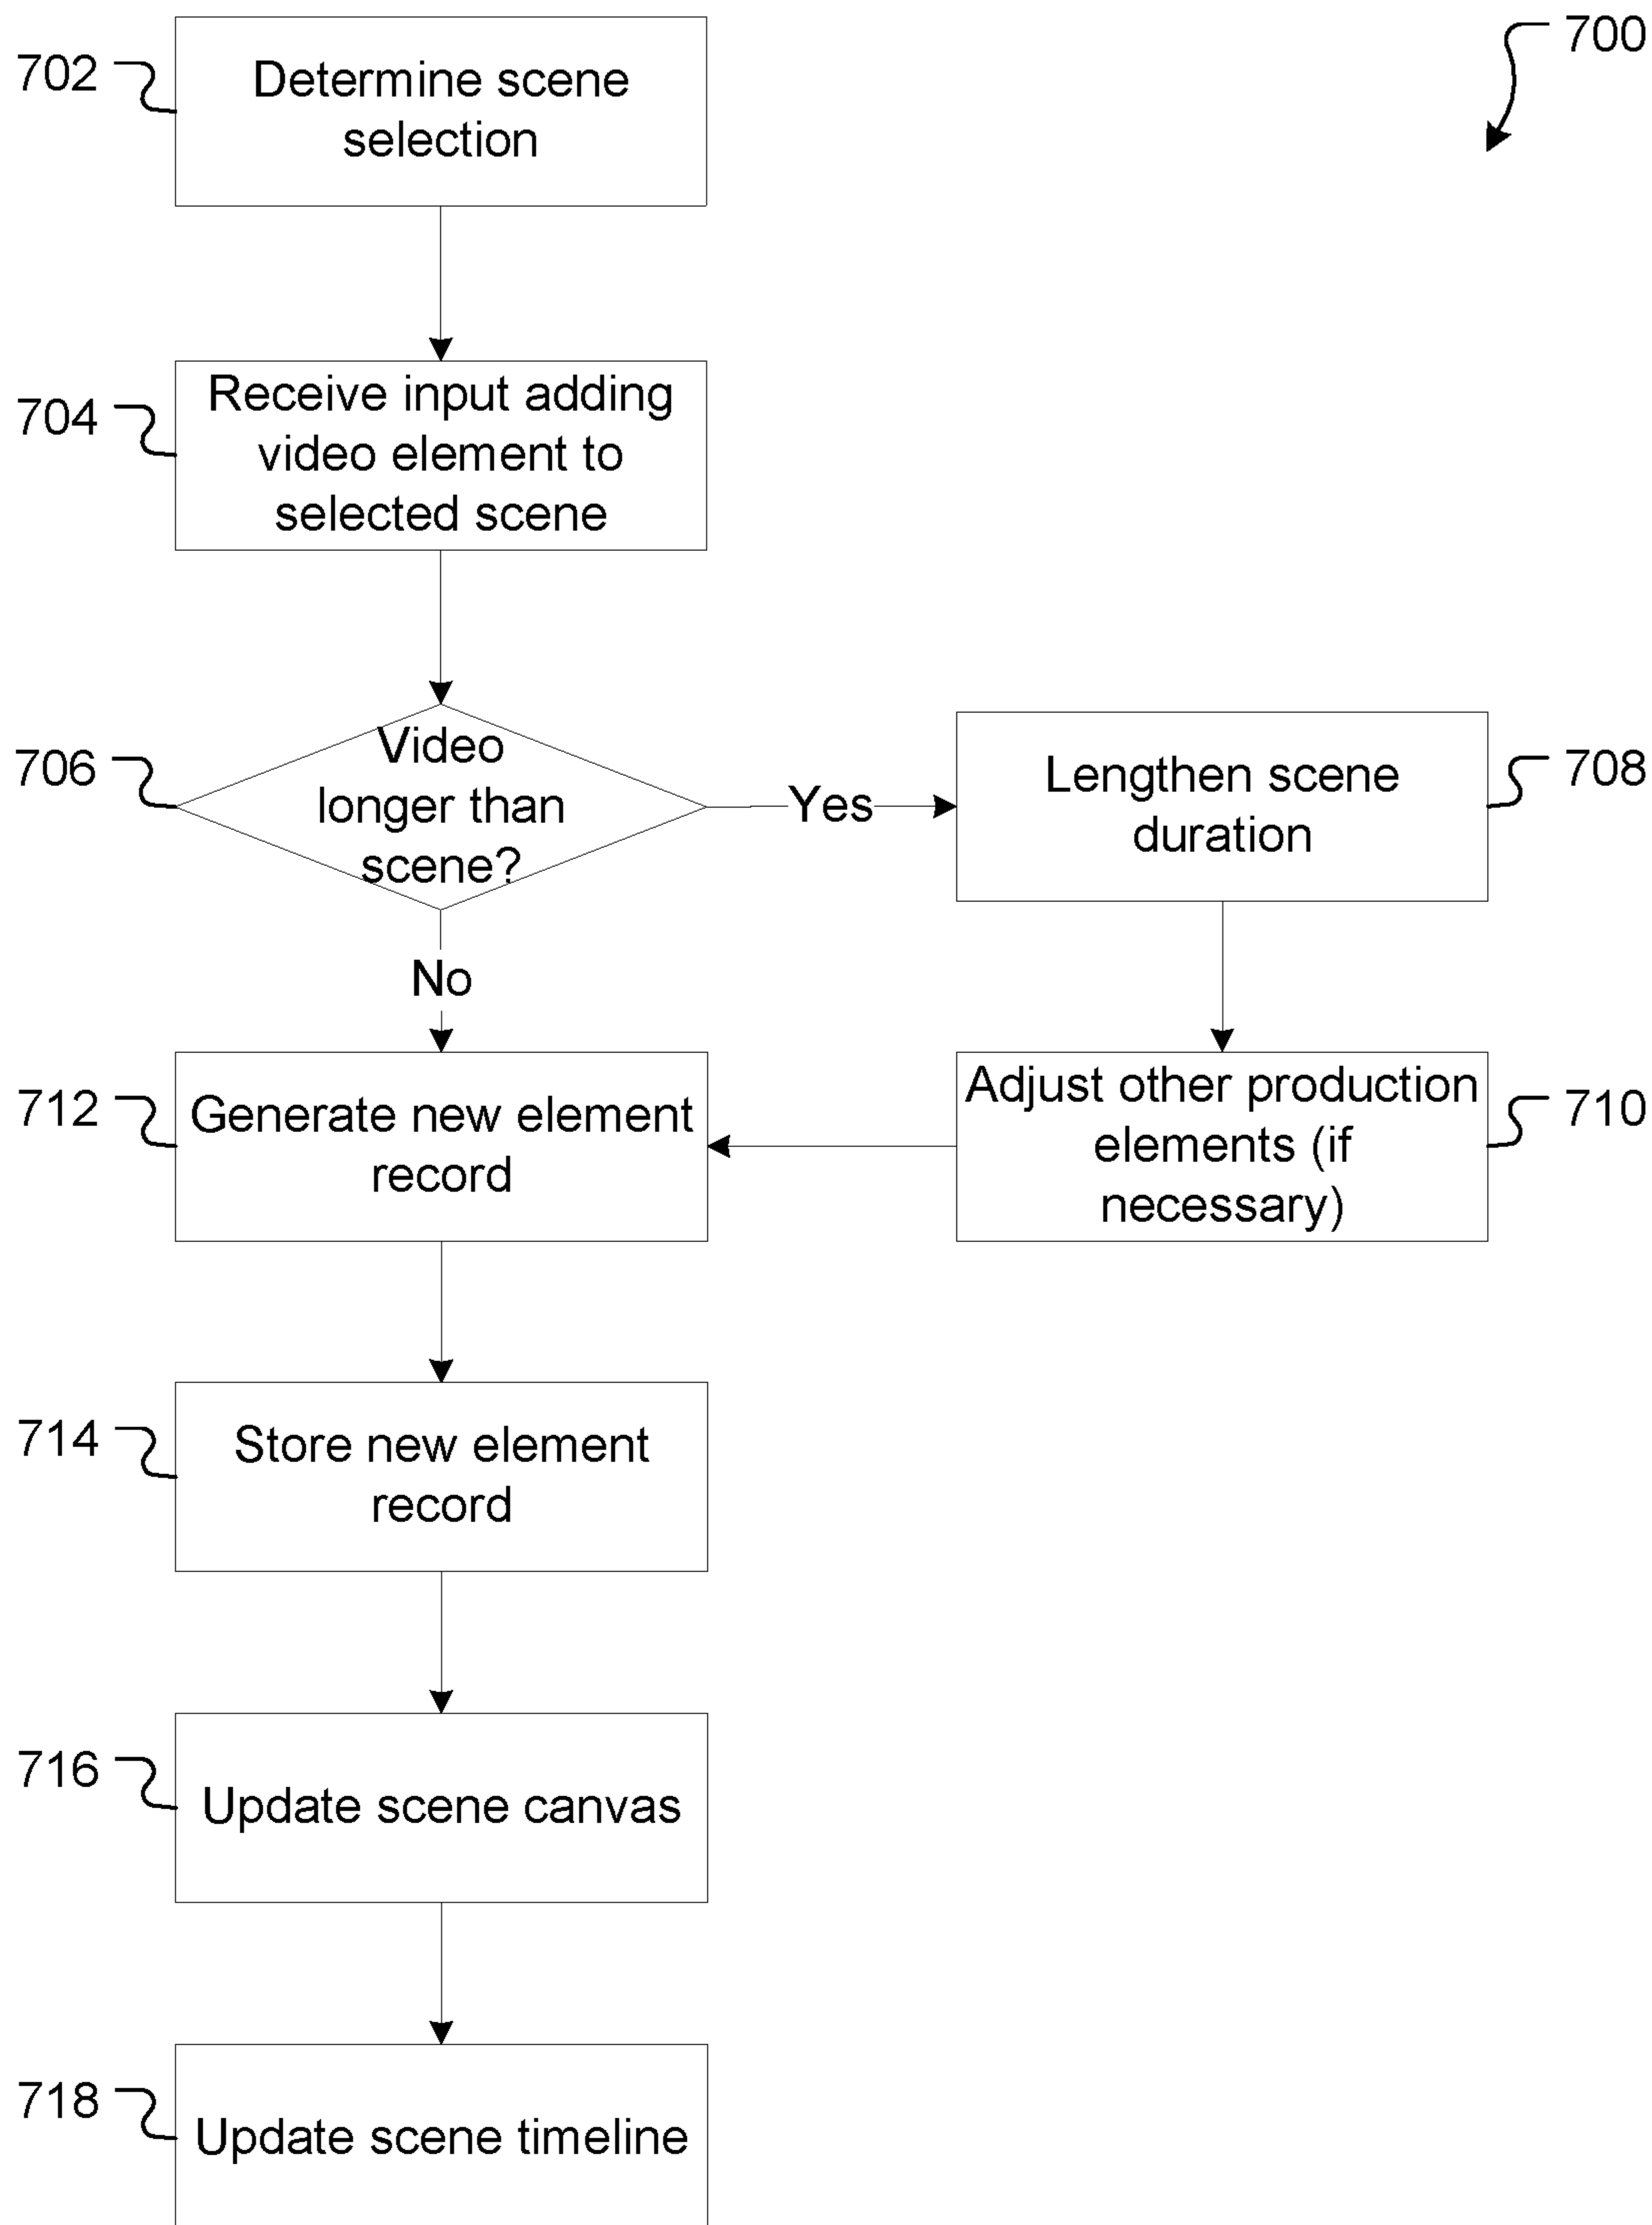 700
702
Determine scene
selection
704
Receive input adding
video element to
selected scene
706
Video
longer than
scene?
Yes
Lengthen scene
duration
708
No
712
Generate new element
record
Adjust other production
elements (if
necessary)
710
714
Store new element
record
716
Update scene canvas
718
Update scene timeline